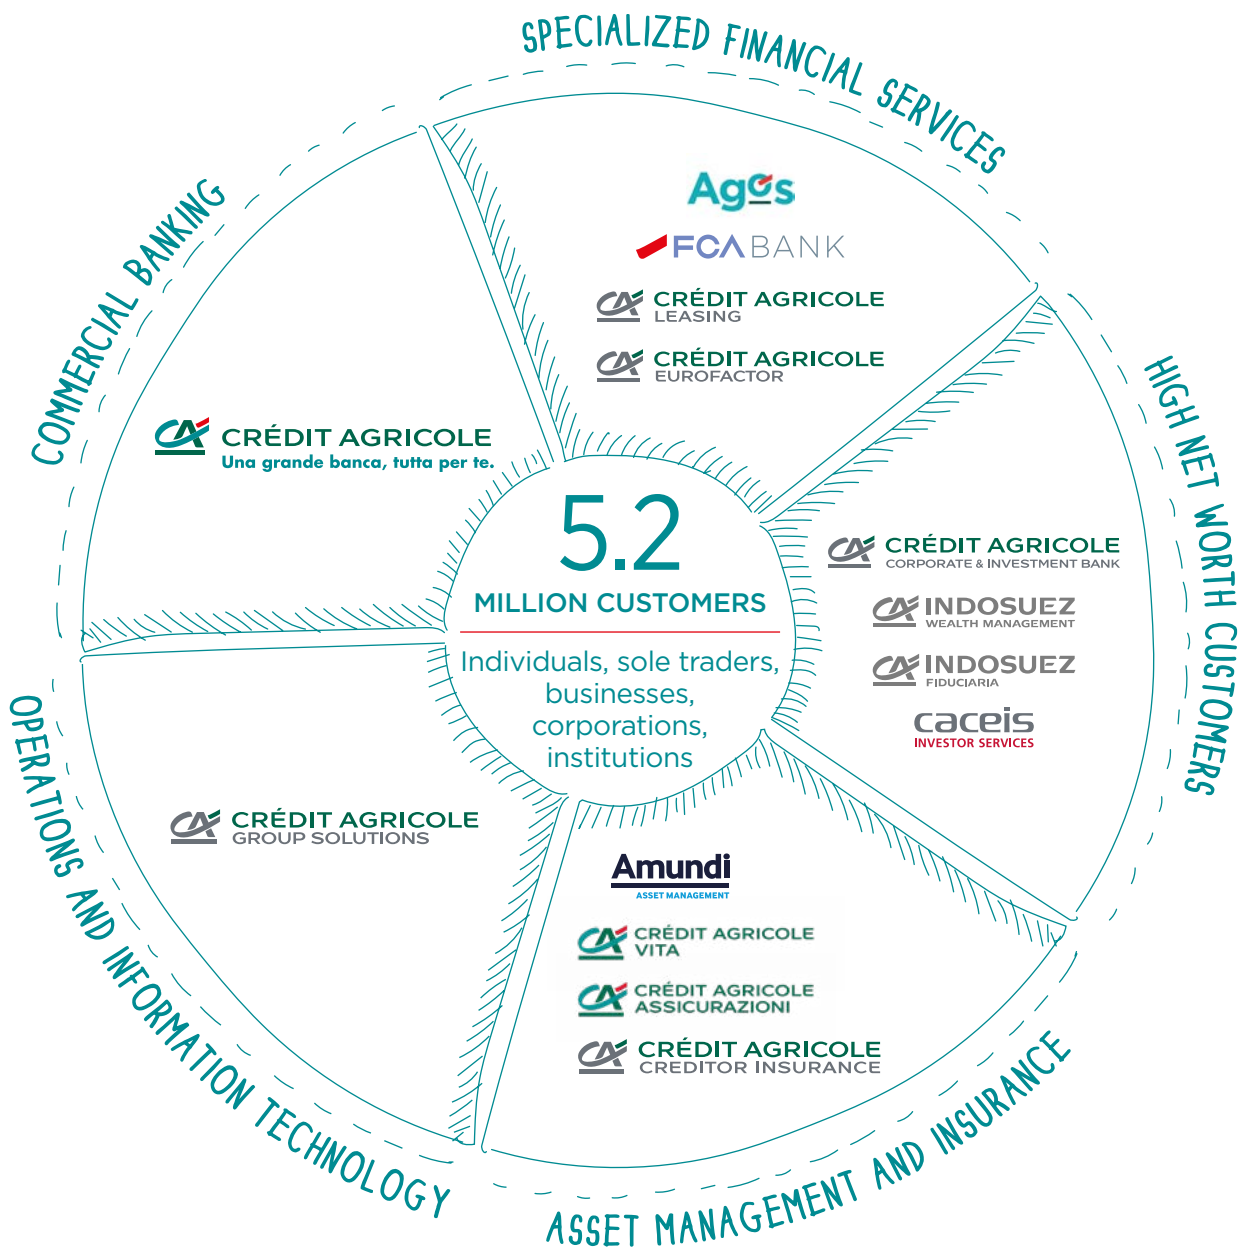 SPECIALIZED FINANCIAL SERVICES
Agos
FCA BANK
CRÉDIT AGRICOLE
LEASING
CRÉDIT AGRICOLE
EUROFACTOR
HIGH NET WORTH CUSTOMERS
CRÉDIT AGRICOLE
CORPORATE & INVESTMENT BANK
INDOSUEZ
WEALTH MANAGEMENT
INDOSUEZ
FIDUCIARIA
caceis
INVESTOR SERVICES
ASSET MANAGEMENT AND INSURANCE
Amundi
ASSET MANAGEMENT
CRÉDIT AGRICOLE
VITA
CRÉDIT AGRICOLE
ASSICURAZIONI
CRÉDIT AGRICOLE
CREDITOR INSURANCE
OPERATIONS AND INFORMATION TECHNOLOGY
CRÉDIT AGRICOLE
GROUP SOLUTIONS
COMMERCIAL BANKING
CRÉDIT AGRICOLE
Una grande banca, tutta per te.
5.2
MILLION CUSTOMERS
Individuals, sole traders,
businesses,
corporations,
institutions